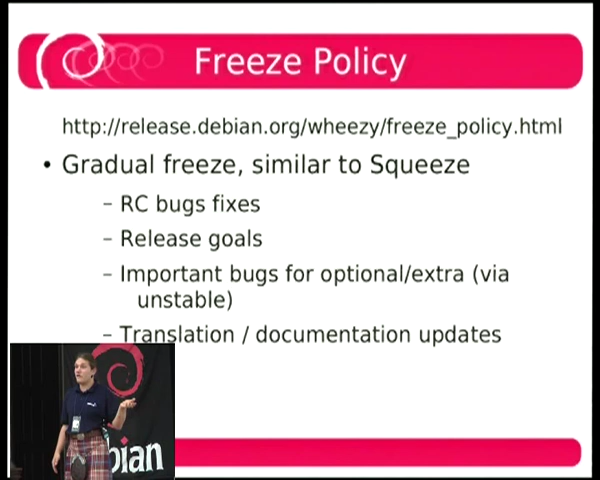 Freeze Policy
http://release.debian.org/wheezy/freeze_policy.html
• Gradual freeze, similar to Squeeze
– RC bugs fixes
– Release goals
– Important bugs for optional/extra (via
unstable)
– Translation / documentation updates
bian